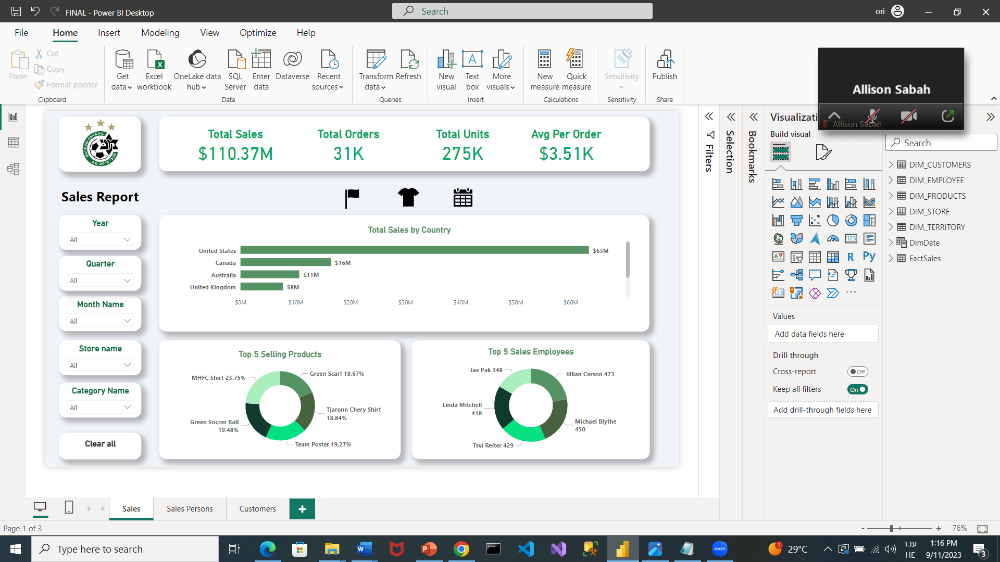 FINAL - Power BI Desktop
Search
ori
File
Home
Insert
Modeling
View
Optimize
Help
Paste
Cut
Copy
Format painter
Clipboard
Get data
Excel workbook
OneLake data hub
SQL Server
Enter data
Dataverse
Recent sources
Data
Transform data
Refresh
Queries
New visual
Text box
More visuals
Insert
New measure
Quick measure
Calculations
Sensitivity
Sensitivity
Publish
Share
Allison Sabah
Allison Sabah
MACCABI HAIFA F.C.
Total Sales
$110.37M
Total Orders
31K
Total Units
275K
Avg Per Order
$3.51K
Sales Report
Year
All
Quarter
All
Month Name
All
Store name
All
Category Name
All
Clear all
Total Sales by Country
United States
$63M
Canada
$16M
Australia
$11M
United Kingdom
$8M
$0M
$10M
$20M
$30M
$40M
$50M
$60M
Top 5 Selling Products
MHFC Shirt 23.75%
Green Scarf 18.67%
Tjaronn Chery Shirt
18.84%
Green Soccer Ball
19.48%
Team Poster 19.27%
Top 5 Sales Employees
Jae Pak 348
Jillian Carson 473
Linda Mitchell
418
Michael Blythe
450
Tsvi Reiter 429
Filters
Selection
Bookmarks
Visualizati
Build visual
123
R
Py
123
Values
Add data fields here
Drill through
Cross-report
Off
Keep all filters
On
Add drill-through fields here
Search
DIM_CUSTOMERS
DIM_EMPLOYEE
DIM_PRODUCTS
DIM_STORE
DIM_TERRITORY
DimDate
FactSales
Sales
Sales Persons
Customers
Page 1 of 3
76%
Type here to search
zoom
1
29°C
עבר
HE
1:16 PM
9/11/2023
3